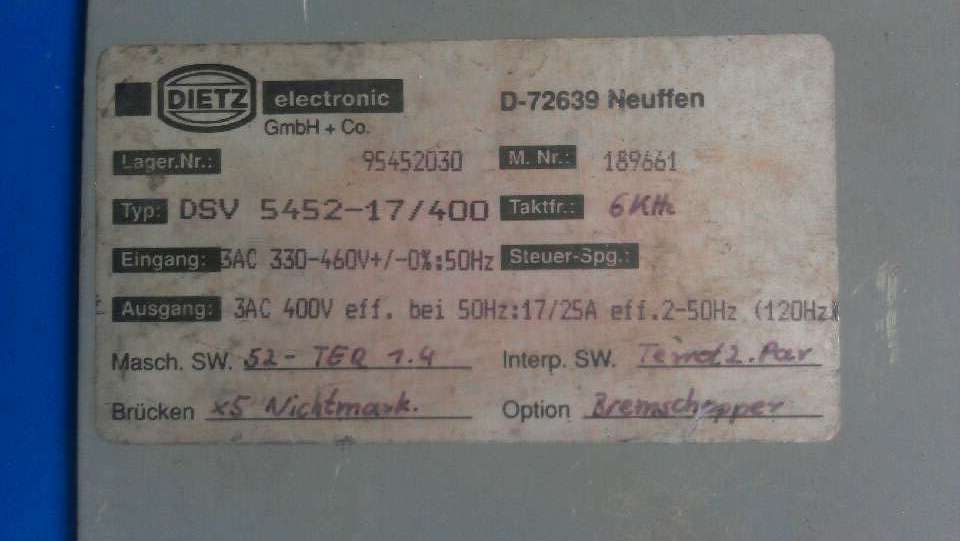 DIETZ electronic D-72639 Neuffen
GmbH + Co.
Lager.Nr.: 95452030 M. Nr.: 189661
Typ: DSV 5452-17/400 Taktfr.: 6KHz
Eingang: 3AC 330-460V+/-0%:50Hz Steuer-Spg.:
Ausgang: 3AC 400V eff. bei 50Hz:17/25A eff.2-50Hz (120Hz)
Masch. SW. 52- TEQ 1.4 Interp. SW. 2.Par
Brücken x5 Nichtmark. Option Bremschopper